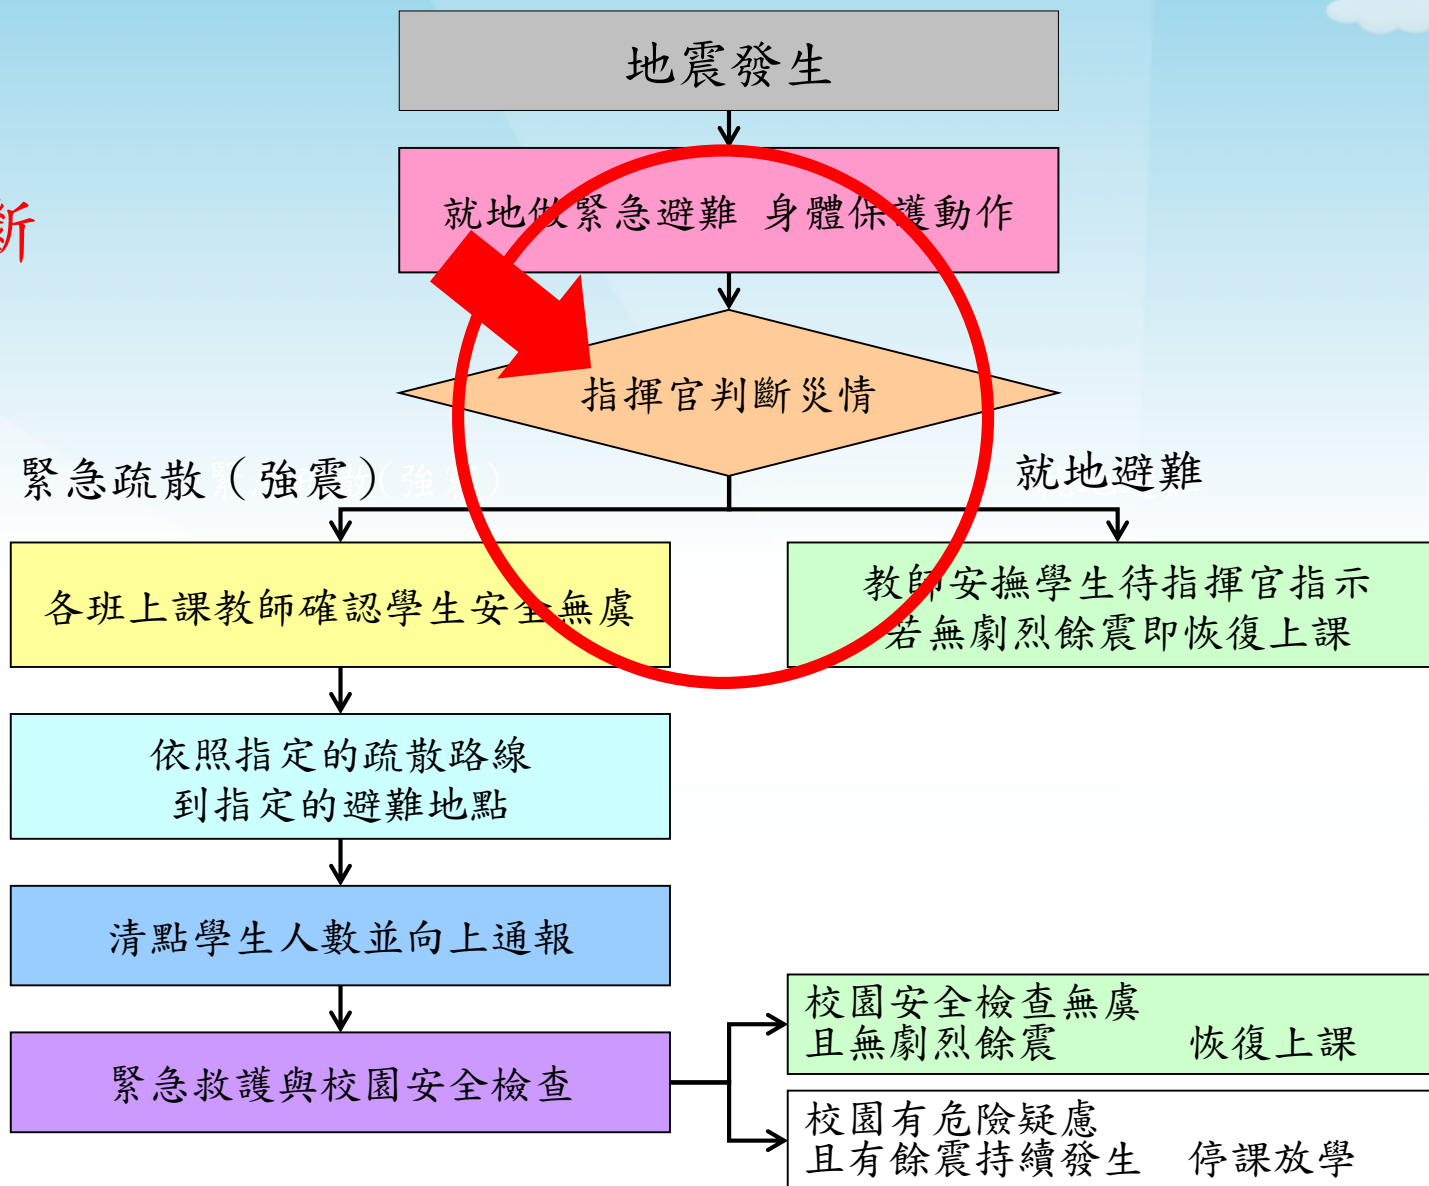 地震發生
就地做緊急避難 身體保護動作
斷
指揮官判斷災情
緊急疏散（強震）
就地避難
各班上課教師確認學生安全無虞
教師安撫學生待指揮官指示
若無劇烈餘震即恢復上課
依照指定的疏散路線
到指定的避難地點
清點學生人數並向上通報
緊急救護與校園安全檢查
校園安全檢查無虞
且無劇烈餘震 恢復上課
校園有危險疑慮
且有餘震持續發生 停課放學